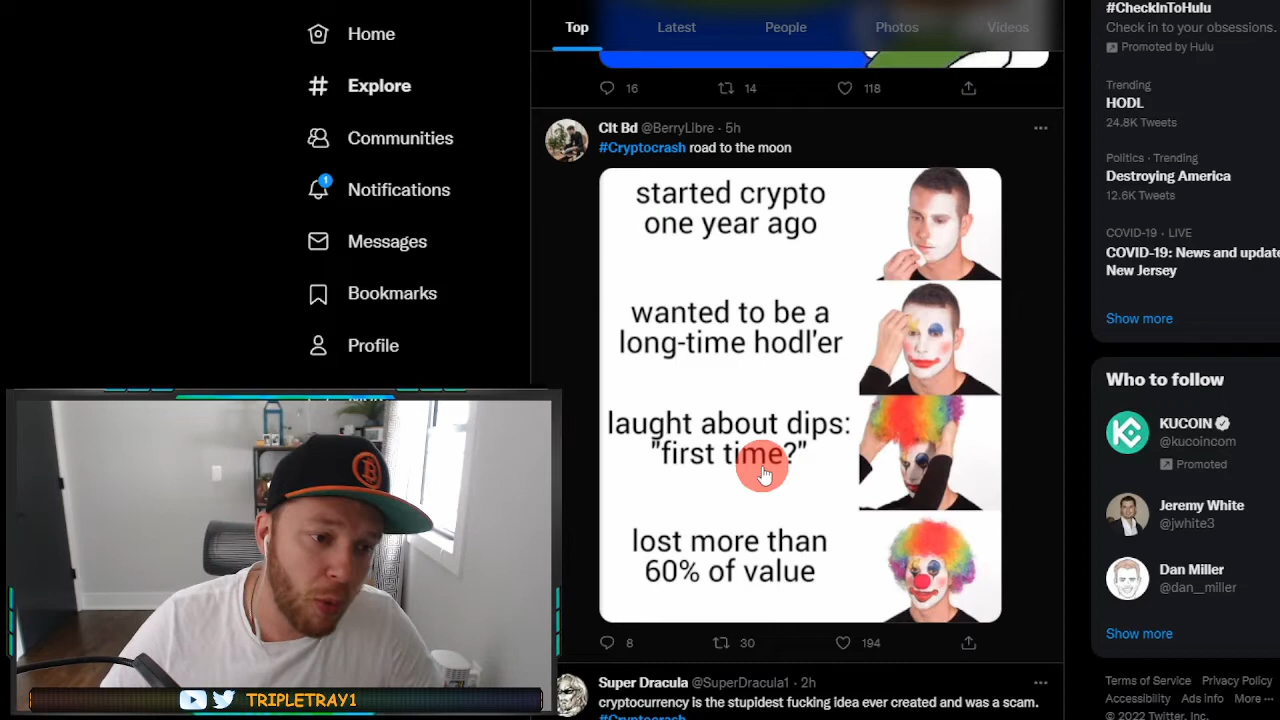 Home
Explore
Communities
1
Notifications
Messages
Bookmarks
Profile
Top
Latest
People
Photos
Videos
16
14
118
Clt Bd @BerryLlbre · 5h
#Cryptocrash road to the moon
started crypto
one year ago
wanted to be a
long-time hodl'er
laught about dips:
"first time?"
lost more than
60% of value
8
30
194
Super Dracula @SuperDracula1 · 2h
cryptocurrency is the stupidest fucking idea ever created and was a scam.
#Cryptocrash
#CheckInToHulu
Check in to your obsessions.
Promoted by Hulu
Trending
HODL
24.8K Tweets
Politics · Trending
Destroying America
12.6K Tweets
COVID-19 · LIVE
COVID-19: News and update
New Jersey
Show more
Who to follow
KUCOIN
@kucoincom
Promoted
Jeremy White
@jwhite3
Dan Miller
@dan__miller
Show more
Terms of Service Privacy Policy
Accessibility Ads info More
© 2022 Twitter, Inc.
B
TRIPLETRAY1